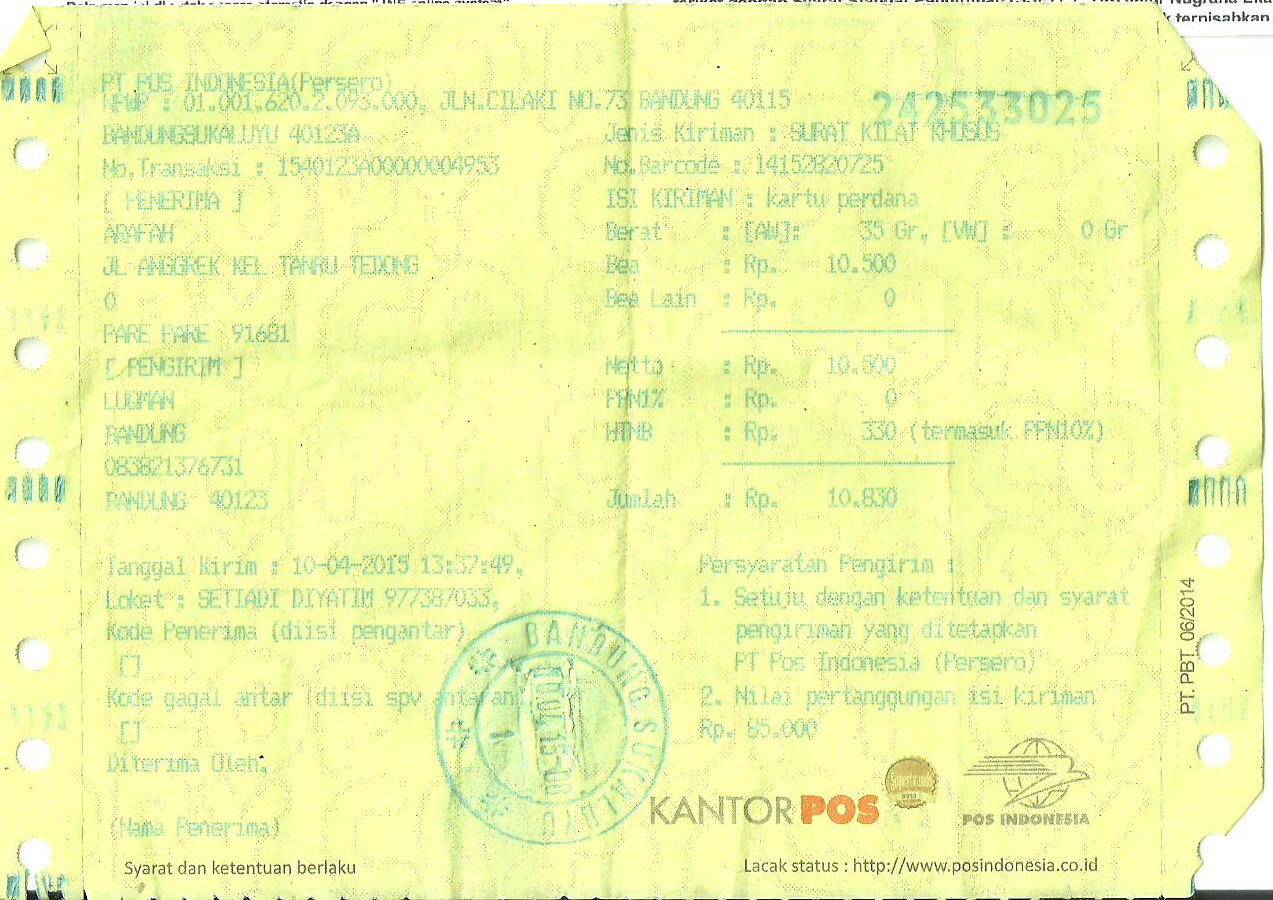 k terpisahkan
PT POS INDONESIA(Persero)
NPWP : 01.001.620.2.093.000, JLN.CILAKI NO.73 BANDUNG 40115
242533025
BANDUNGSUKALUYU 40123A
No.Transaksi : 1540123A00000004953
[ PENERIMA ]
ARAFAH
JL ANGGREK KEL TANRU TEDONG
0
PARE PARE 91681
[ PENGIRIM ]
LUQMAN
BANDUNG
083821376731
BANDUNG 40123
Jenis Kiriman : SURAT KILAT KHUSUS
No.Barcode : 14152820725
ISI KIRIMAN : kartu perdana
Berat : [AW]: 35 Gr, [VW] : 0 Gr
Bea : Rp. 10.500
Bea Lain : Rp. 0
Netto : Rp. 10.500
PPN1% : Rp. 0
HTNB : Rp. 330 (termasuk PPN10%)
Jumlah : Rp. 10.830
Tanggal Kirim : 10-04-2015 13:37:49,
Loket : SETIADI DIYATIM 977387033,
Kode Penerima (diisi pengantar)
[]
Kode gagal antar (diisi spv antaran)
[]
Diterima Oleh,
(Nama Penerima)
Persyaratan Pengirim :
1. Setuju dengan ketentuan dan syarat
pengiriman yang ditetapkan
PT Pos Indonesia (Persero)
2. Nilai pertanggungan isi kiriman
Rp. 85.000
BANDUNG SUKALUYU
PT. PBT. 06/2014
KANTOR POS
POS INDONESIA
Syarat dan ketentuan berlaku
Lacak status : http://www.posindonesia.co.id